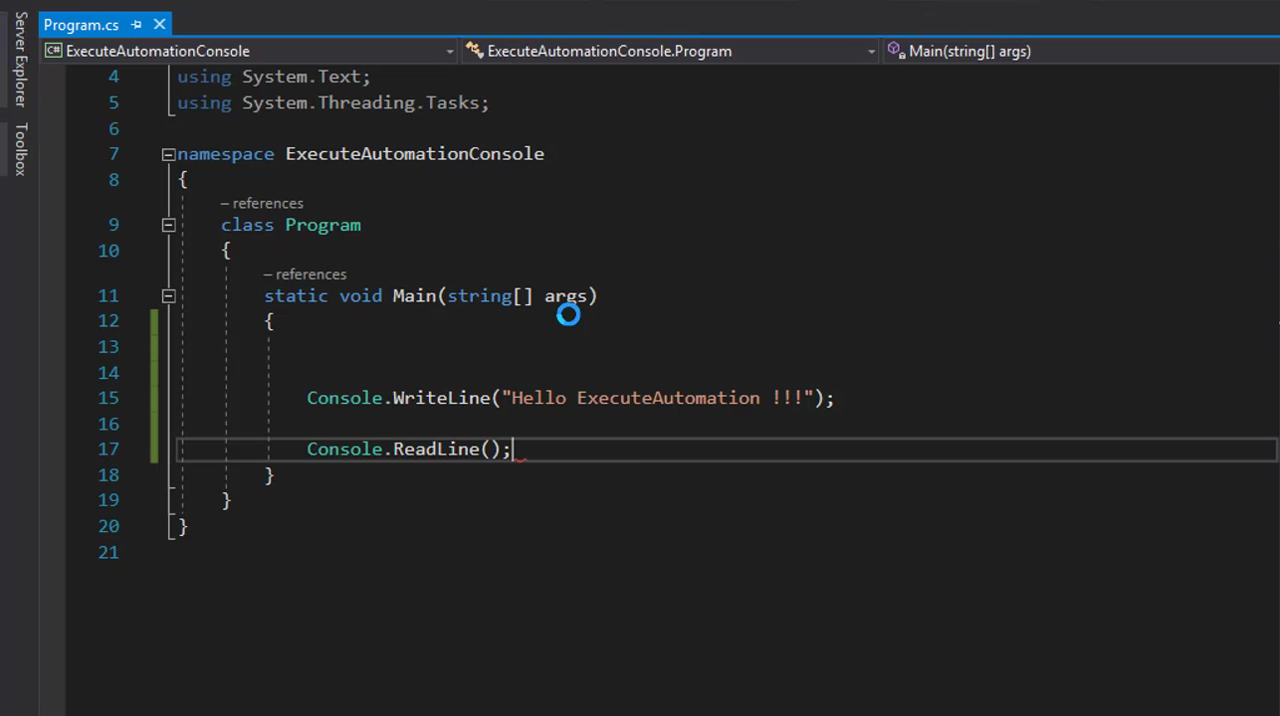 Server Explorer
Toolbox
Program.cs
ExecuteAutomationConsole
ExecuteAutomationConsole.Program
Main(string[] args)
4 using System.Text;
5 using System.Threading.Tasks;
6
7 namespace ExecuteAutomationConsole
8 {
– references
9 class Program
10 {
– references
11 static void Main(string[] args)
12 {
13
14
15 Console.WriteLine("Hello ExecuteAutomation !!!");
16
17 Console.ReadLine();
18 }
19 }
20 }
21